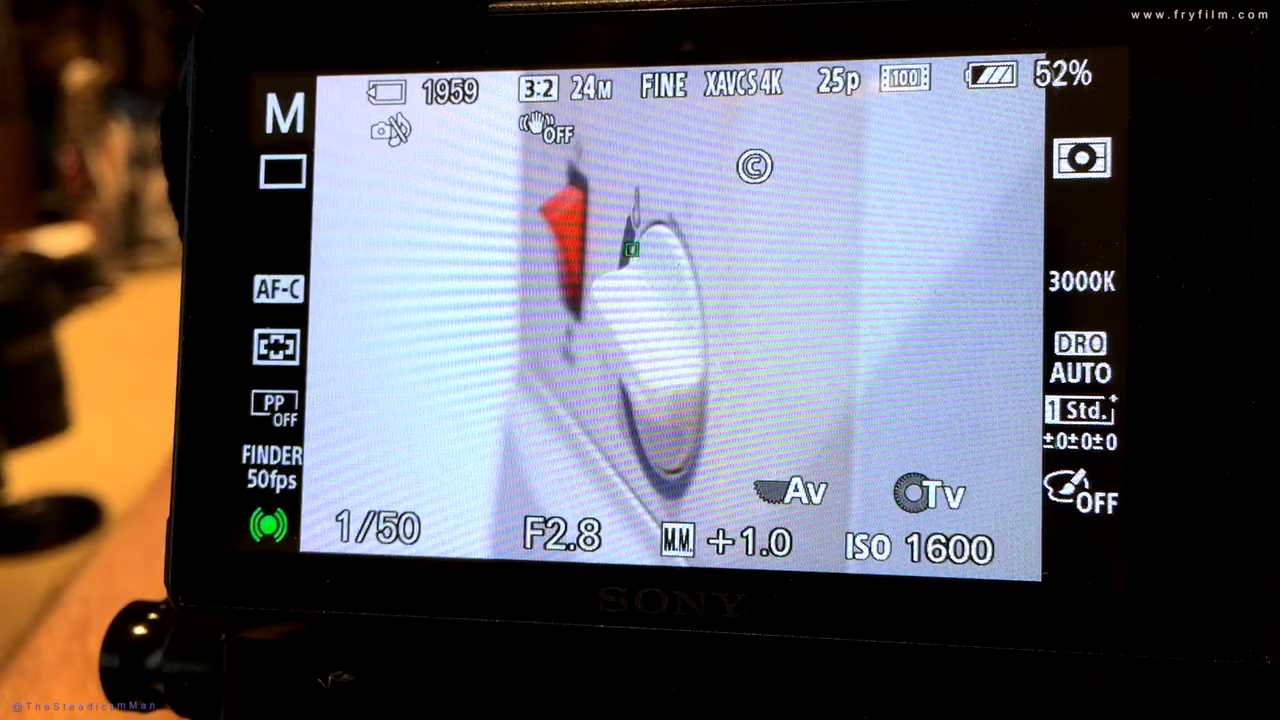 www.fryfilm.com
M
1959
3:2 24M FINE XAVC S 4K 25p 100 52%
OFF
C
AF-C
3000K
DRO
AUTO
PP
OFF
1 Std.
±0±0±0
FINDER
50fps
OFF
Av
Tv
1/50
F2.8
M.M. +1.0
ISO 1600
SONY
@TheSteadicamMan